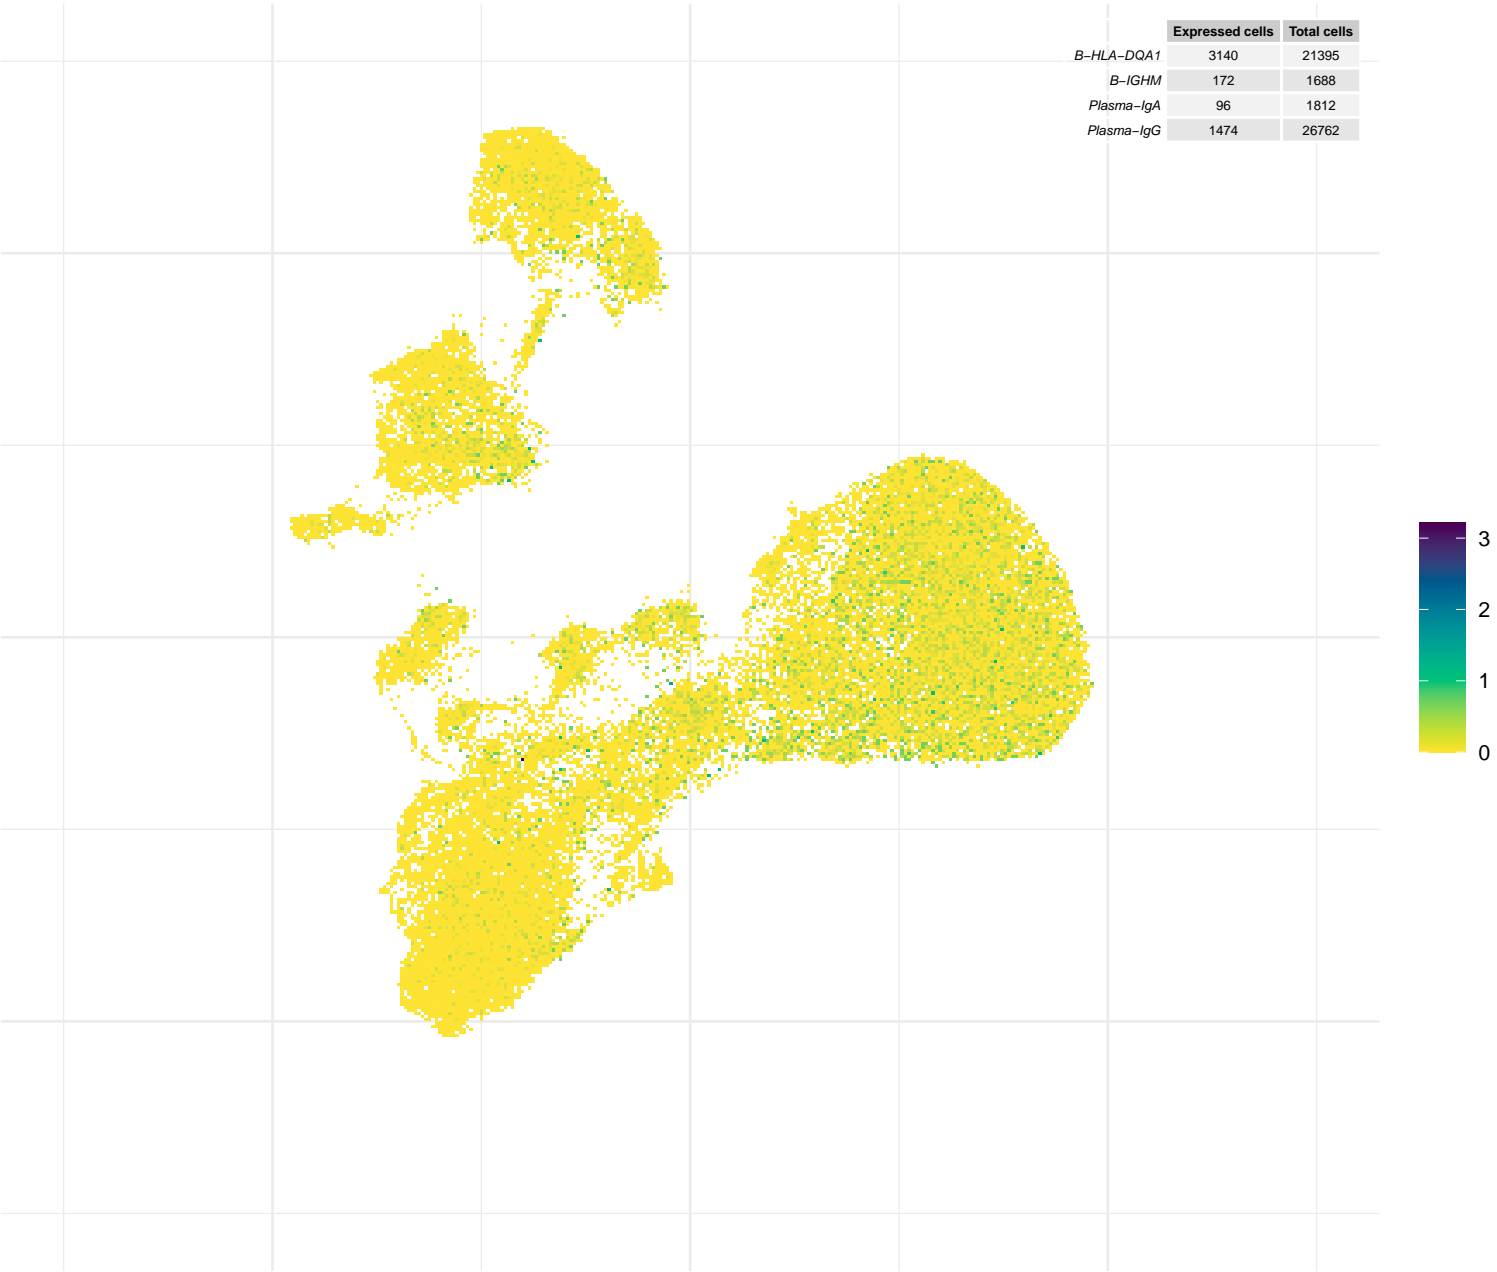 Expressed cells Total cells
B−HLA−DQA1 3140 21395
B−IGHM 172 1688
Plasma−IgA 96 1812
Plasma−IgG 1474 26762
3
2
1
0